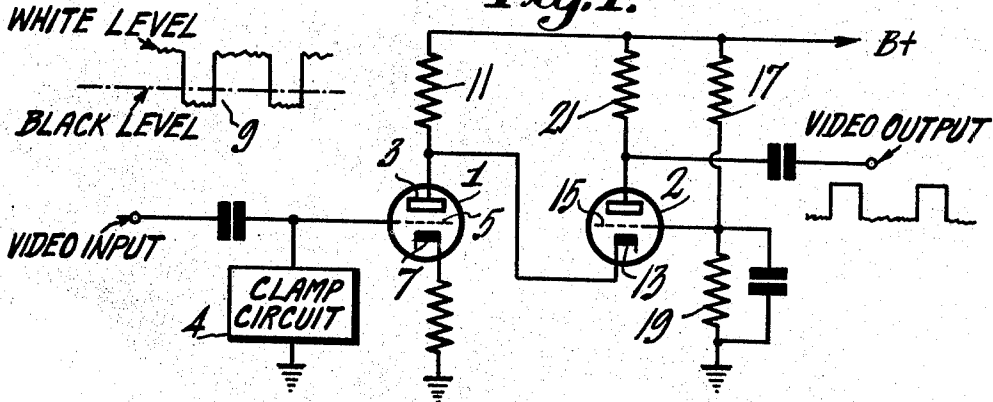 Fig. 1.
WHITE LEVEL
B+
11
21
17
BLACK LEVEL
9
VIDEO OUTPUT
3
1
15
2
5
VIDEO INPUT
7
13
CLAMP
CIRCUIT
4
19